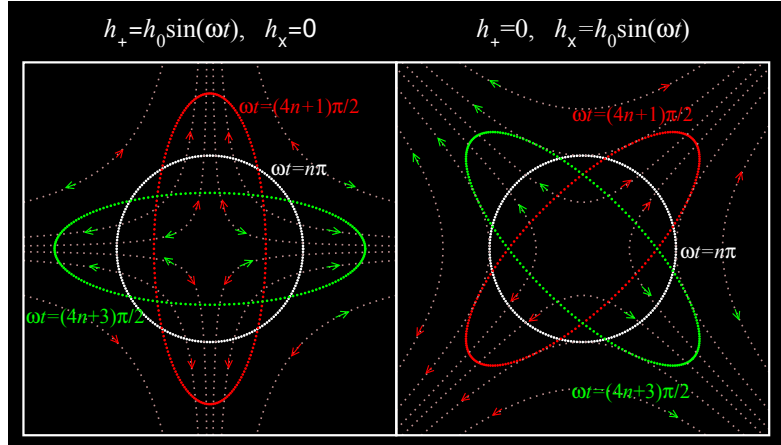 h₊=h₀sin(ωt), hₓ=0
h₊=0, hₓ=h₀sin(ωt)
ωt=(4n+1)π/2
ωt=nπ
ωt=(4n+3)π/2
ωt=(4n+1)π/2
ωt=nπ
ωt=(4n+3)π/2